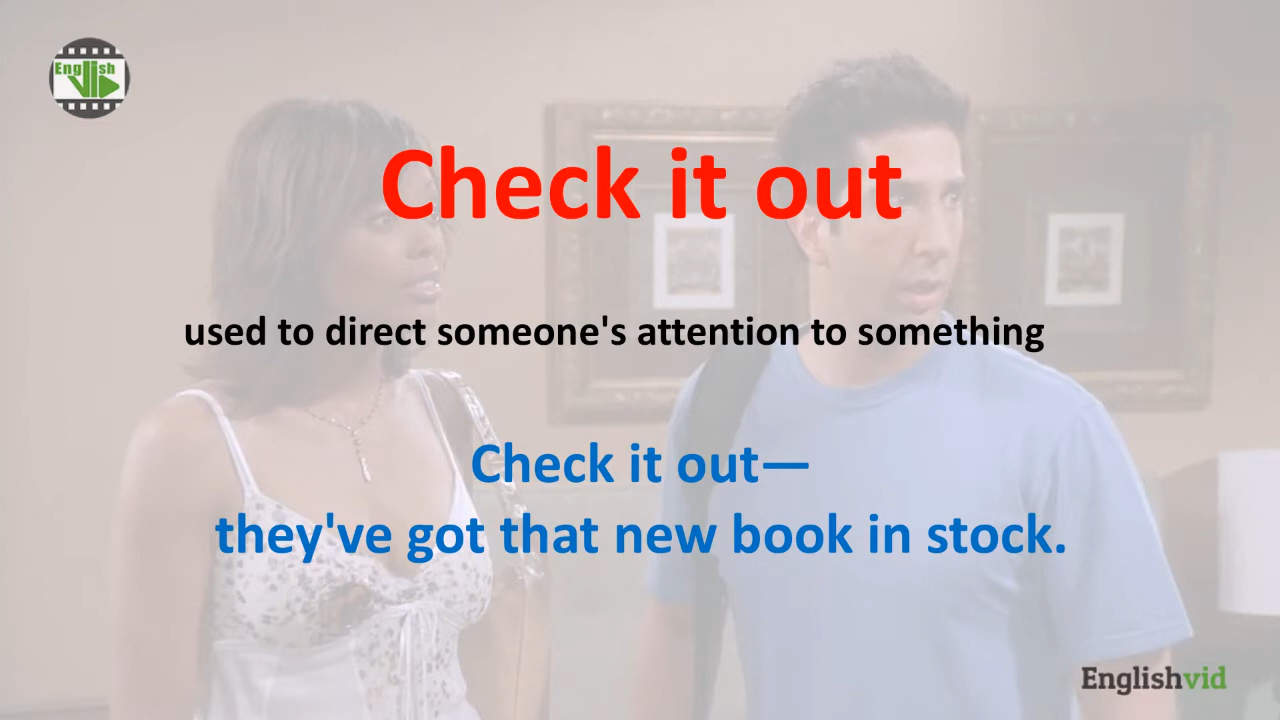 English
Check it out
used to direct someone's attention to something
Check it out—
they've got that new book in stock.
Englishvid